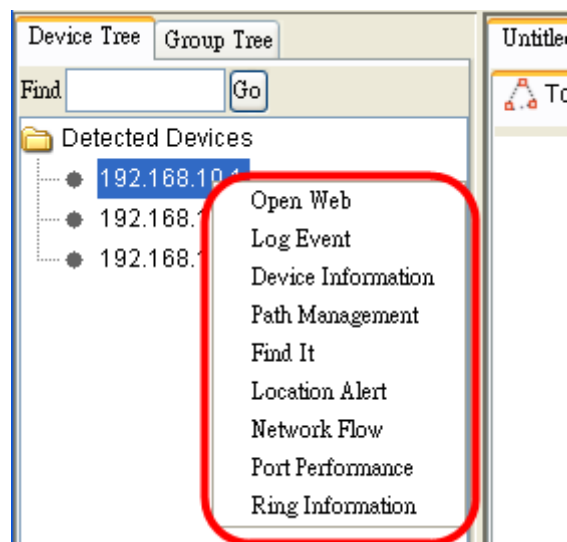 Device Tree
Group Tree
Untitle
Find
Go
To
Detected Devices
192.168.10.1
192.168.1
192.168.1
Open Web
Log Event
Device Information
Path Management
Find It
Location Alert
Network Flow
Port Performance
Ring Information